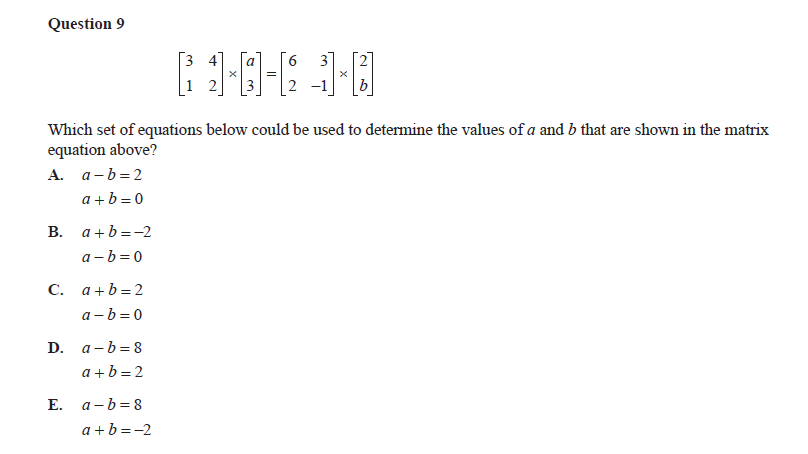 Question 9
[3 4] × [a] = [6 3] × [2]
[1 2] [3] [2 −1] [b]
Which set of equations below could be used to determine the values of a and b that are shown in the matrix
equation above?
A. a − b = 2
a + b = 0
B. a + b = −2
a − b = 0
C. a + b = 2
a − b = 0
D. a − b = 8
a + b = 2
E. a − b = 8
a + b = −2